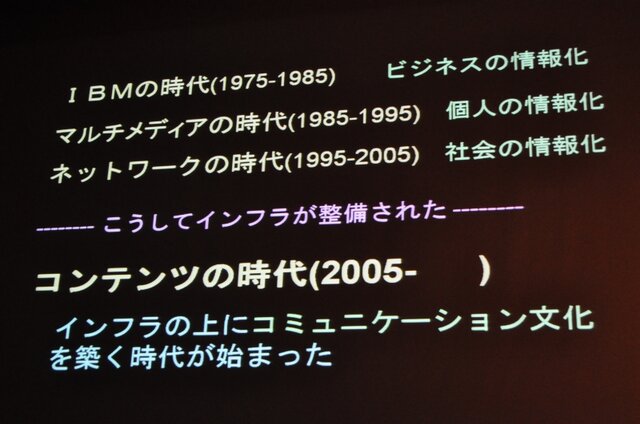 ＩＢＭの時代(1975-1985) ビジネスの情報化
マルチメディアの時代(1985-1995) 個人の情報化
ネットワークの時代(1995-2005) 社会の情報化
-------- こうしてインフラが整備された --------
コンテンツの時代(2005- )
インフラの上にコミュニケーション文化
を築く時代が始まった